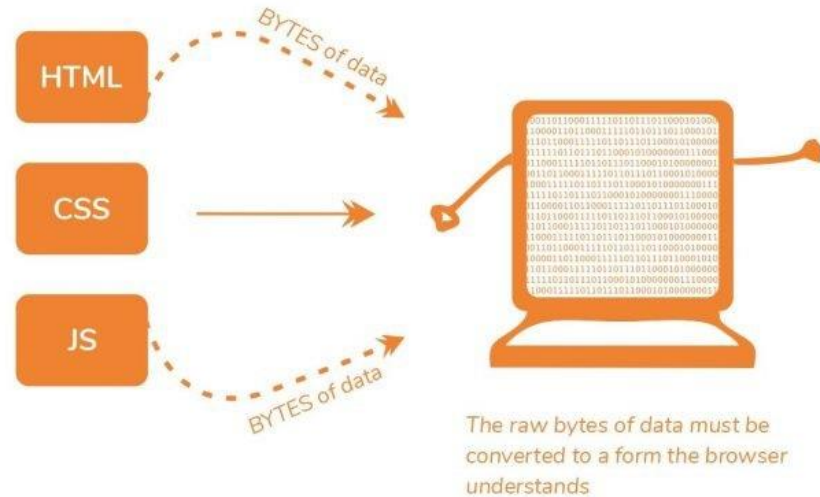 HTML
BYTES of data
CSS
JS
BYTES of data
The raw bytes of data must be
converted to a form the browser
understands